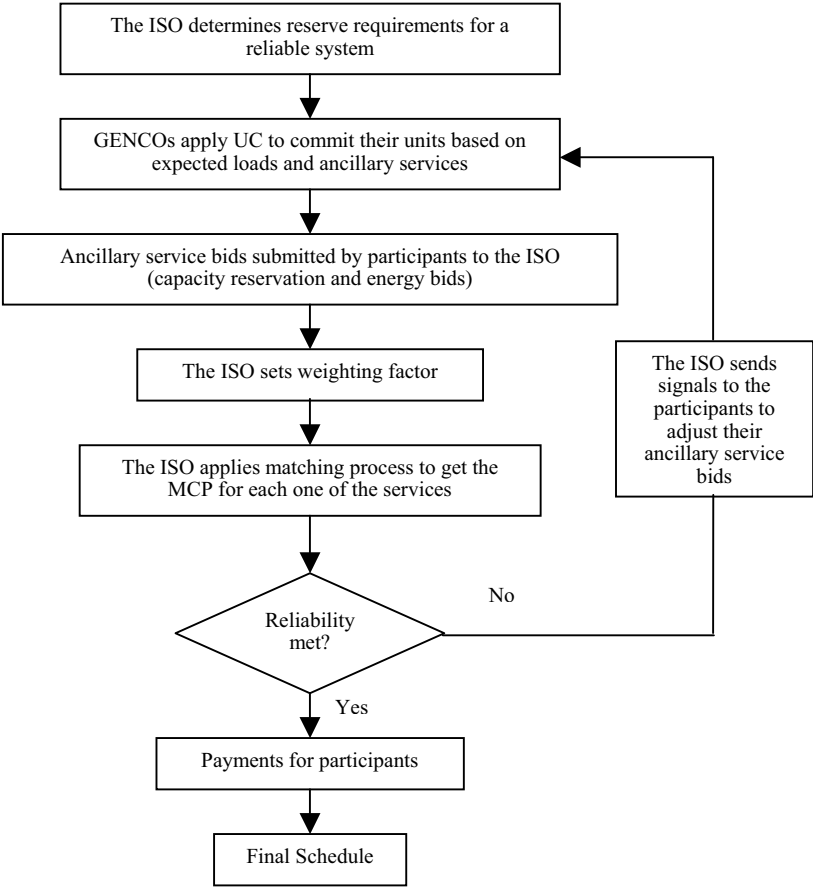 The ISO determines reserve requirements for a
reliable system
GENCOs apply UC to commit their units based on
expected loads and ancillary services
Ancillary service bids submitted by participants to the ISO
(capacity reservation and energy bids)
The ISO sets weighting factor
The ISO applies matching process to get the
MCP for each one of the services
The ISO sends
signals to the
participants to
adjust their
ancillary service
bids
Reliability
met?
No
Yes
Payments for participants
Final Schedule